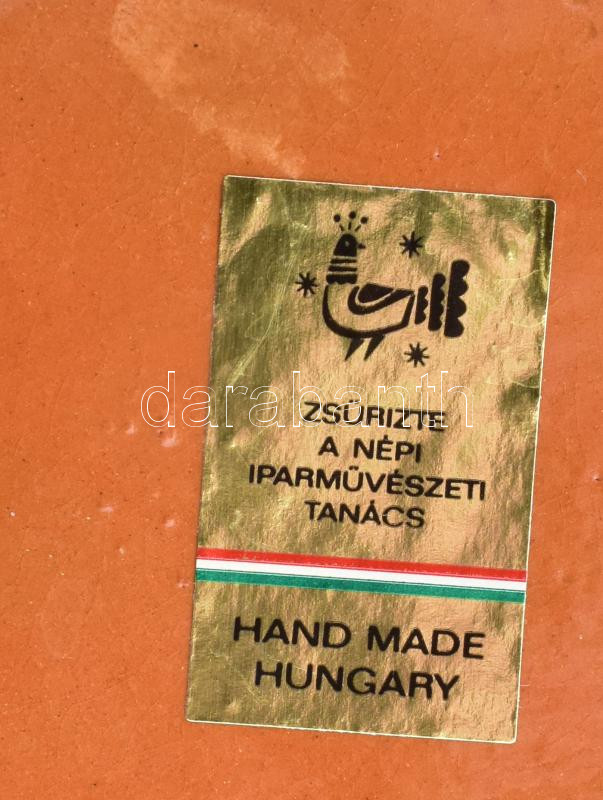 darabanth
ZSŰRIZTE
A NÉPI
IPARMŰVÉSZETI
TANÁCS
HAND MADE
HUNGARY